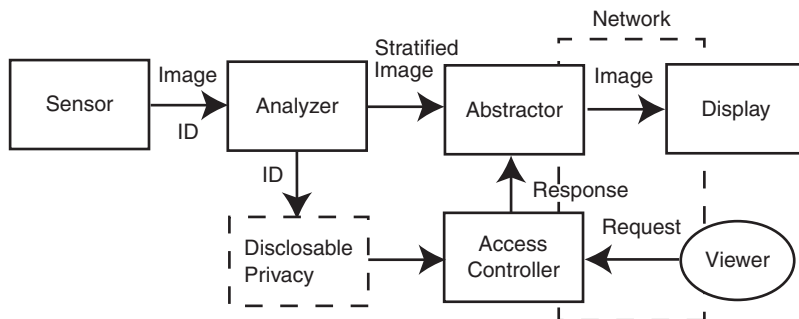 Network
Stratified
Image
Image
Image
Sensor
Analyzer
Abstractor
Display
ID
ID
Response
Request
Disclosable
Privacy
Access
Controller
Viewer